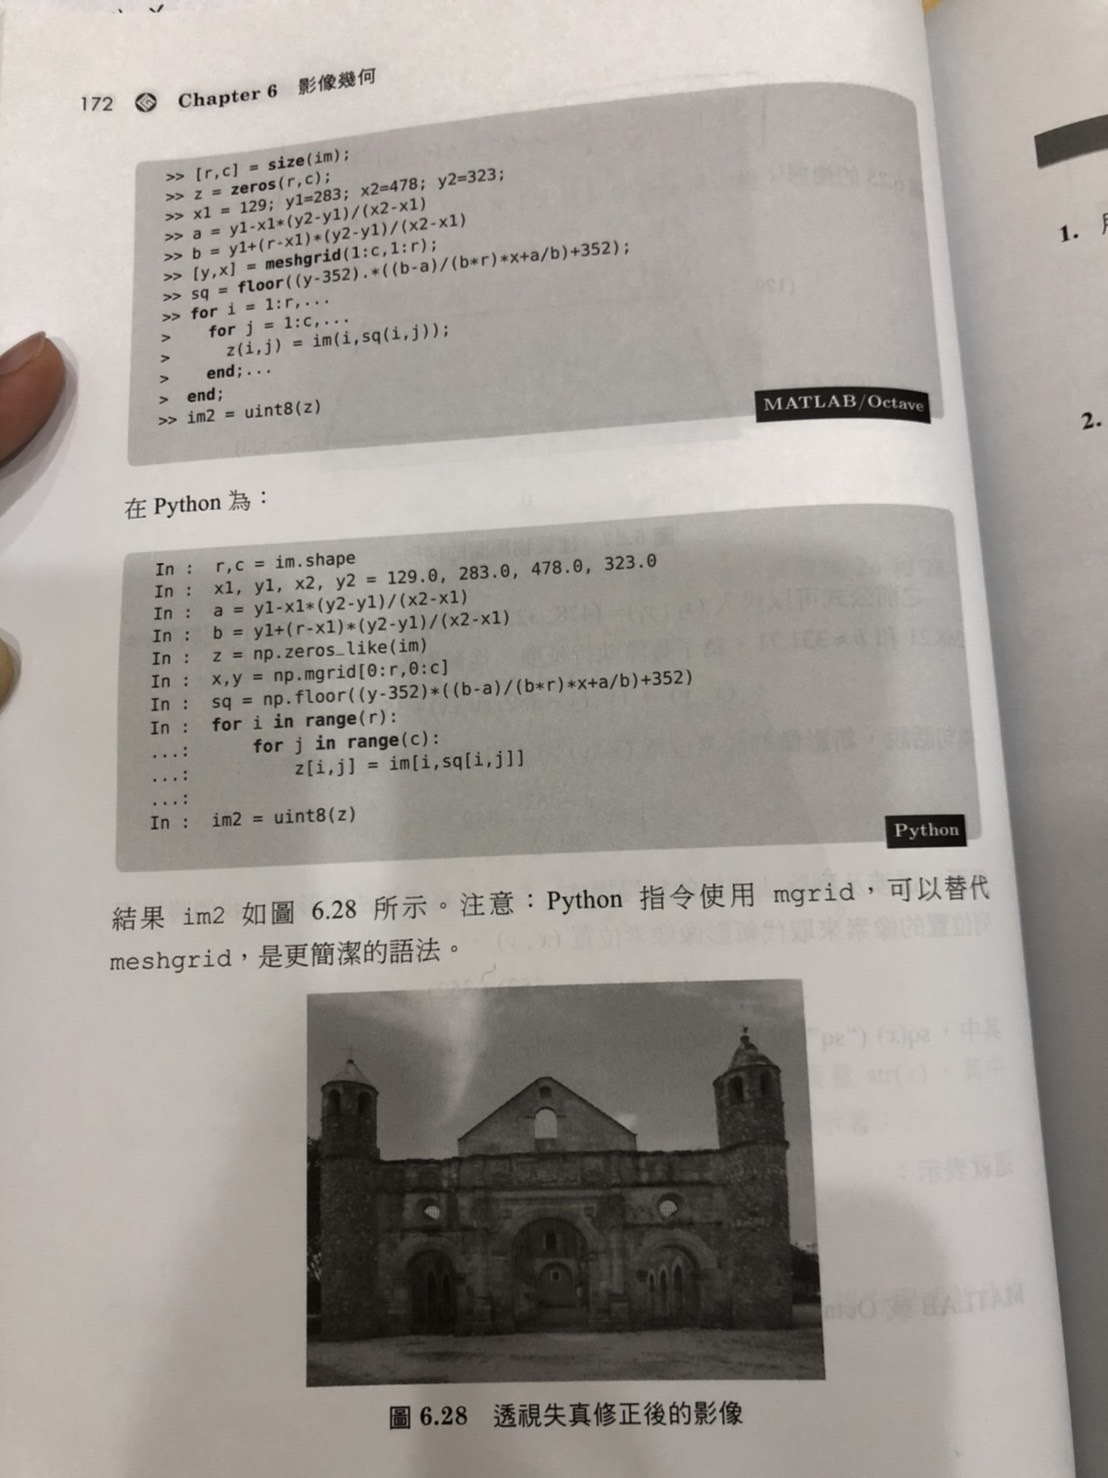 172 Chapter 6 影像幾何
>> [r,c] = size(im);
>> z = zeros(r,c);
>> x1 = 129; y1=283; x2=478; y2=323;
>> a = y1-x1*(y2-y1)/(x2-x1)
>> b = y1+(r-x1)*(y2-y1)/(x2-x1)
>> [y,x] = meshgrid(1:c,1:r);
>> sq = floor((y-352).*((b-a)/(b*r)*x+a/b)+352);
>> for i = 1:r,...
> for j = 1:c,...
> z(i,j) = im(i,sq(i,j));
> end;...
> end;
>> im2 = uint8(z)
MATLAB/Octave
在 Python 為：
In : r,c = im.shape
In : x1, y1, x2, y2 = 129.0, 283.0, 478.0, 323.0
In : a = y1-x1*(y2-y1)/(x2-x1)
In : b = y1+(r-x1)*(y2-y1)/(x2-x1)
In : z = np.zeros_like(im)
In : x,y = np.mgrid[0:r,0:c]
In : sq = np.floor((y-352)*((b-a)/(b*r)*x+a/b)+352)
In : for i in range(r):
...: for j in range(c):
...: z[i,j] = im[i,sq[i,j]]
...:
In : im2 = uint8(z)
Python
結果 im2 如圖 6.28 所示。注意：Python 指令使用 mgrid，可以替代
meshgrid，是更簡潔的語法。
圖 6.28 透視失真修正後的影像
1.
2.